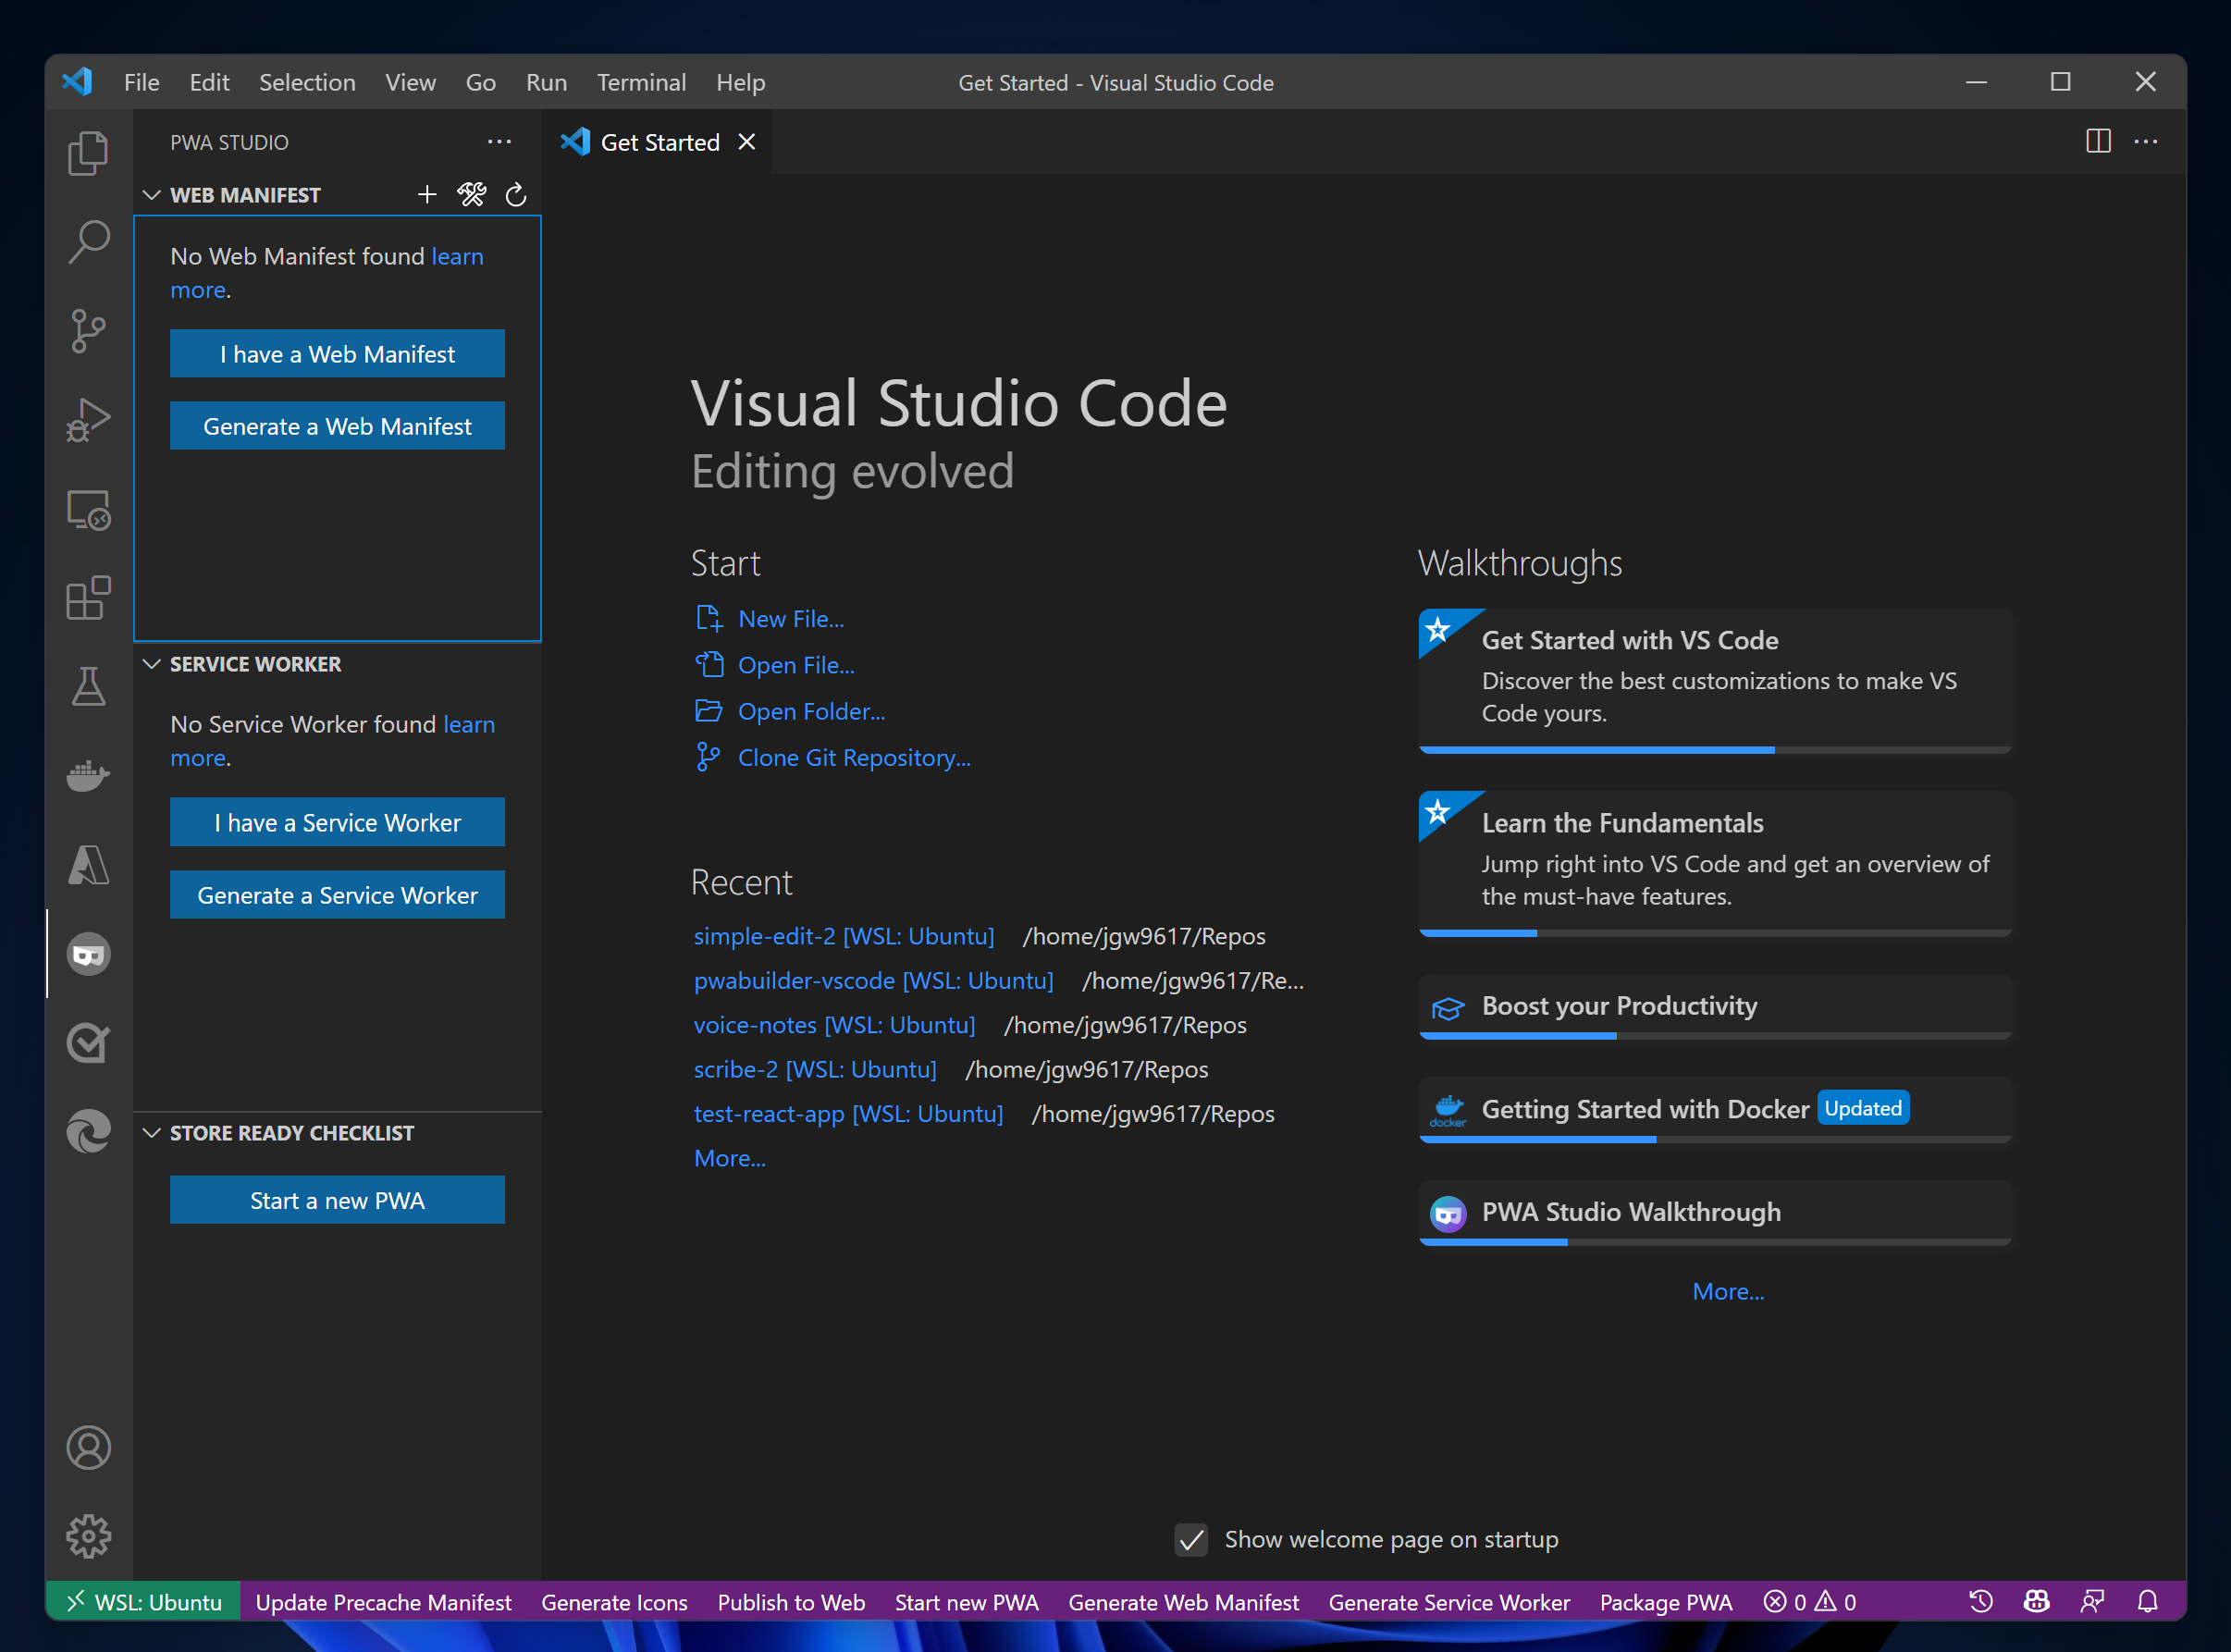 File Edit Selection View Go Run Terminal Help Get Started - Visual Studio Code
PWA STUDIO
Get Started
WEB MANIFEST
No Web Manifest found learn
more.
I have a Web Manifest
Generate a Web Manifest
SERVICE WORKER
No Service Worker found learn
more.
I have a Service Worker
Generate a Service Worker
STORE READY CHECKLIST
Start a new PWA
Visual Studio Code
Editing evolved
Start
New File...
Open File...
Open Folder...
Clone Git Repository...
Recent
simple-edit-2 [WSL: Ubuntu] /home/jgw9617/Repos
pwabuilder-vscode [WSL: Ubuntu] /home/jgw9617/Re...
voice-notes [WSL: Ubuntu] /home/jgw9617/Repos
scribe-2 [WSL: Ubuntu] /home/jgw9617/Repos
test-react-app [WSL: Ubuntu] /home/jgw9617/Repos
More...
Walkthroughs
Get Started with VS Code
Discover the best customizations to make VS
Code yours.
Learn the Fundamentals
Jump right into VS Code and get an overview of
the must-have features.
Boost your Productivity
docker
Getting Started with Docker Updated
PWA Studio Walkthrough
More...
Show welcome page on startup
WSL: Ubuntu Update Precache Manifest Generate Icons Publish to Web Start new PWA Generate Web Manifest Generate Service Worker Package PWA 0 0